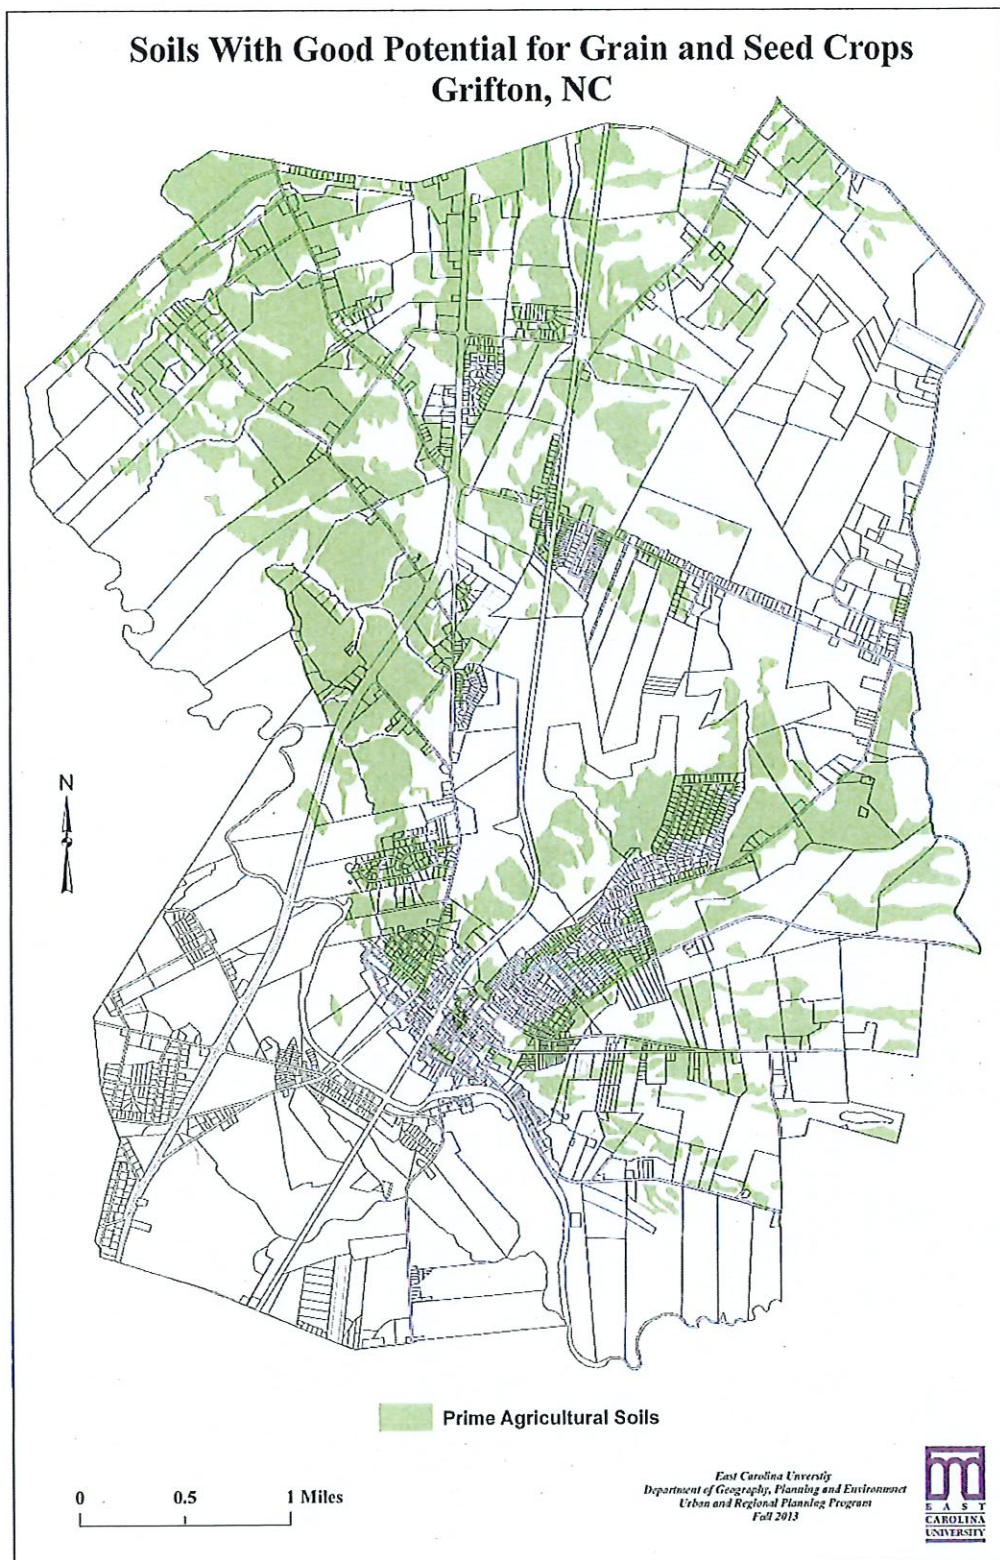 Soils With Good Potential for Grain and Seed Crops
Grifton, NC
N
Prime Agricultural Soils
0 0.5 1 Miles
East Carolina Unverstiy
Department of Geography, Planning and Environmnet
Urban and Regional Planning Program
Fall 2013
EAST
CAROLINA
UNIVERSITY